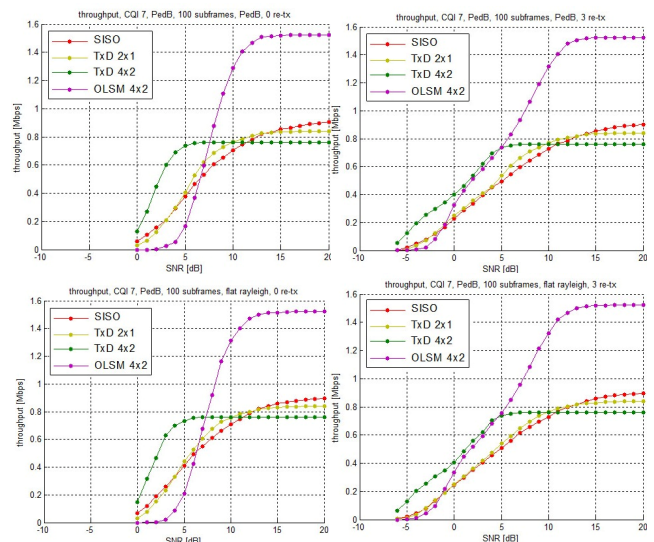 throughput, CQI 7, PedB, 100 subframes, PedB, 0 re-tx
throughput [Mbps]
1.6
1.4
1.2
1
0.8
0.6
0.4
0.2
0
-10
-5
0
5
10
15
20
SNR [dB]
SISO
TxD 2x1
TxD 4x2
OLSM 4x2
throughput, CQI 7, PedB, 100 subframes, PedB, 3 re-tx
throughput [Mbps]
1.6
1.4
1.2
1
0.8
0.6
0.4
0.2
0
-10
-5
0
5
10
15
20
SNR [dB]
SISO
TxD 2x1
TxD 4x2
OLSM 4x2
throughput, CQI 7, PedB, 100 subframes, flat rayleigh, 0 re-tx
throughput [Mbps]
1.6
1.4
1.2
1
0.8
0.6
0.4
0.2
0
-10
-5
0
5
10
15
20
SNR [dB]
SISO
TxD 2x1
TxD 4x2
OLSM 4x2
throughput, CQI 7, PedB, 100 subframes, flat rayleigh, 3 re-tx
throughput [Mbps]
1.6
1.4
1.2
1
0.8
0.6
0.4
0.2
0
-10
-5
0
5
10
15
20
SNR [dB]
SISO
TxD 2x1
TxD 4x2
OLSM 4x2